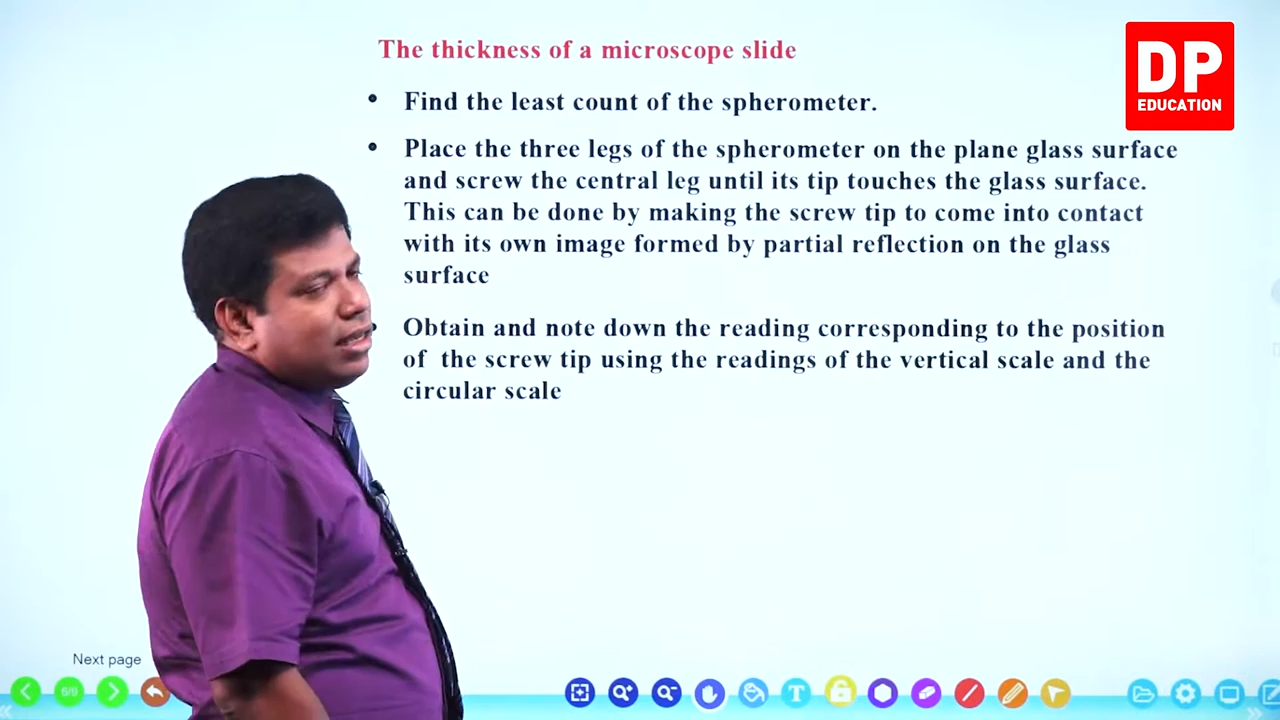 The thickness of a microscope slide
DP
EDUCATION
• Find the least count of the spherometer.
• Place the three legs of the spherometer on the plane glass surface
and screw the central leg until its tip touches the glass surface.
This can be done by making the screw tip to come into contact
with its own image formed by partial reflection on the glass
surface
Obtain and note down the reading corresponding to the position
of the screw tip using the readings of the vertical scale and the
circular scale
Next page
6/9
T